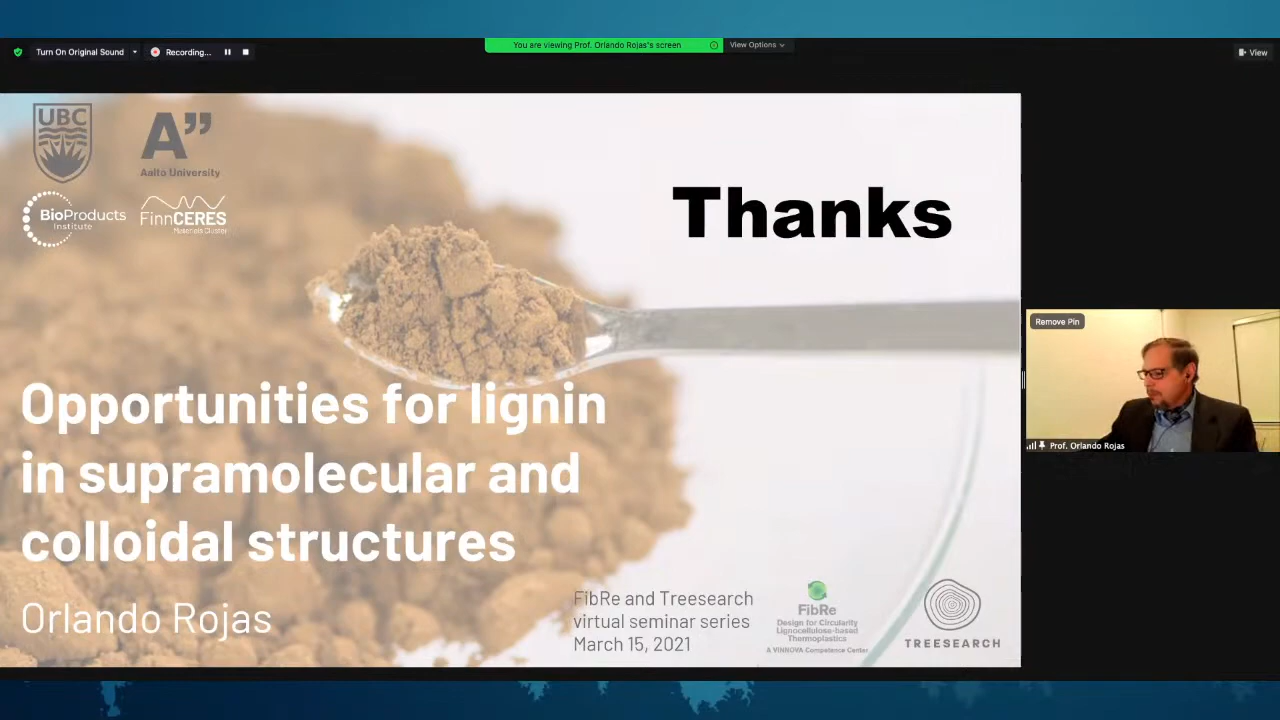 Turn On Original Sound
Recording...
You are viewing Prof. Orlando Rojas's screen
View Options
View
UBC
A”
Aalto University
BioProducts
Institute
FinnCERES
Materials Cluster
Thanks
Opportunities for lignin
in supramolecular and
colloidal structures
Orlando Rojas
FibRe and Treesearch
virtual seminar series
March 15, 2021
FibRe
Design for Circularity
Lignocellulose-based
Thermoplastics
A VINNOVA Competence Center
TREESEARCH
Remove Pin
Prof. Orlando Rojas